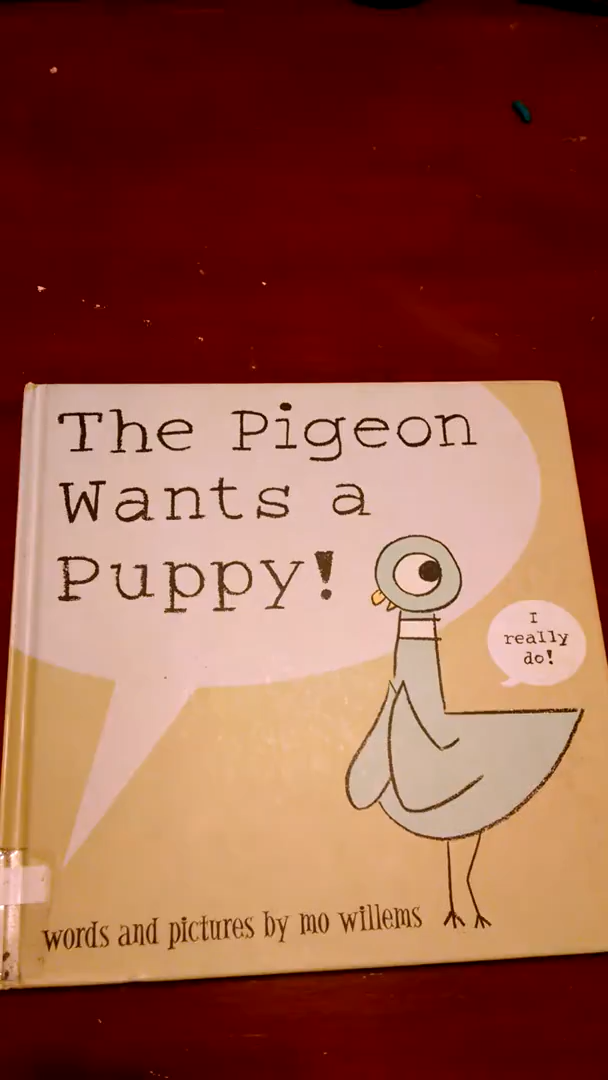 The Pigeon
Wants a
Puppy!
I
really
do!
words and pictures by mo willems